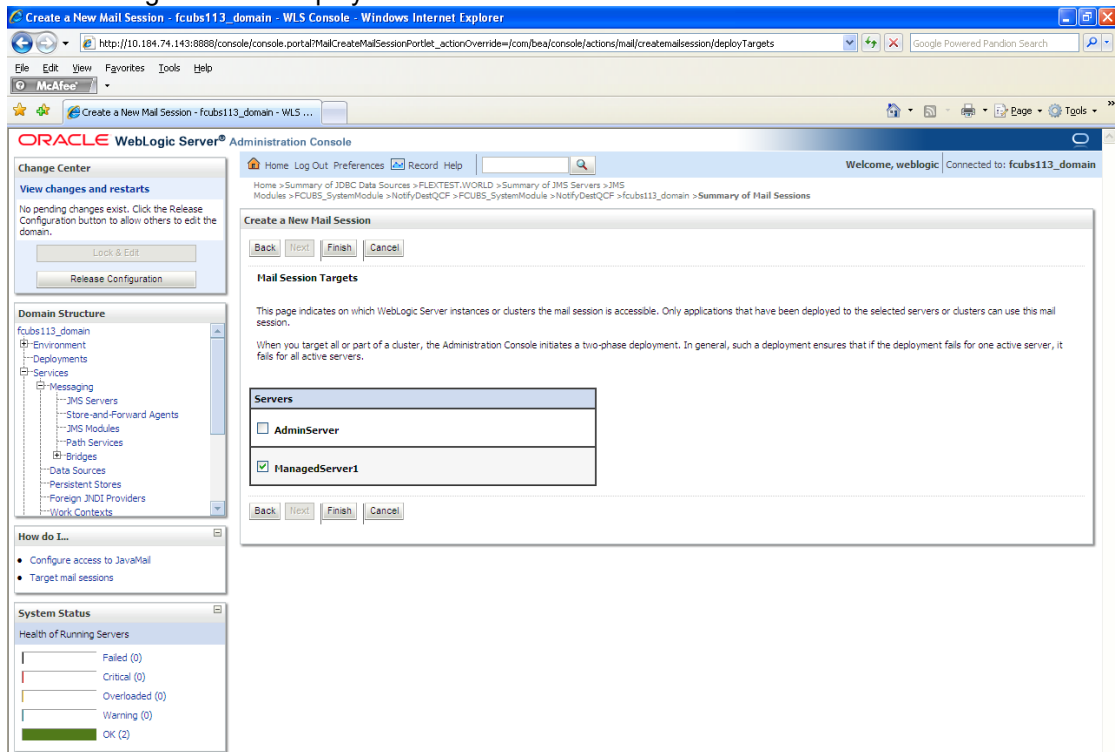 Create a New Mail Session - fcubs113_domain - WLS Console - Windows Internet Explorer
http://10.184.74.143:8888/console/console.portal?MailCreateMailSessionPortlet_actionOverride=/com/bea/console/actions/mail/createmailsession/deployTargets
Google Powered Pandion Search
File Edit View Favorites Tools Help
McAfee
Create a New Mail Session - fcubs113_domain - WLS ...
Page Tools
ORACLE WebLogic Server® Administration Console
Change Center
View changes and restarts
No pending changes exist. Click the Release
Configuration button to allow others to edit the
domain.
Lock & Edit
Release Configuration
Domain Structure
fcubs113_domain
Environment
Deployments
Services
Messaging
JMS Servers
Store-and-Forward Agents
JMS Modules
Path Services
Bridges
Data Sources
Persistent Stores
Foreign JNDI Providers
Work Contexts
How do I...
Configure access to JavaMail
Target mail sessions
System Status
Health of Running Servers
Failed (0)
Critical (0)
Overloaded (0)
Warning (0)
OK (2)
Home Log Out Preferences Record Help
Welcome, weblogic Connected to: fcubs113_domain
Home >Summary of JDBC Data Sources >FLEXTEST.WORLD >Summary of JMS Servers >JMS
Modules >FCUBS_SystemModule >NotifyDestQCF >FCUBS_SystemModule >NotifyDestQCF >fcubs113_domain >Summary of Mail Sessions
Create a New Mail Session
Back Next Finish Cancel
Mail Session Targets
This page indicates on which WebLogic Server instances or clusters the mail session is accessible. Only applications that have been deployed to the selected servers or clusters can use this mail
session.
When you target all or part of a cluster, the Administration Console initiates a two-phase deployment. In general, such a deployment ensures that if the deployment fails for one active server, it
fails for all active servers.
Servers
AdminServer
ManagedServer1
Back Next Finish Cancel